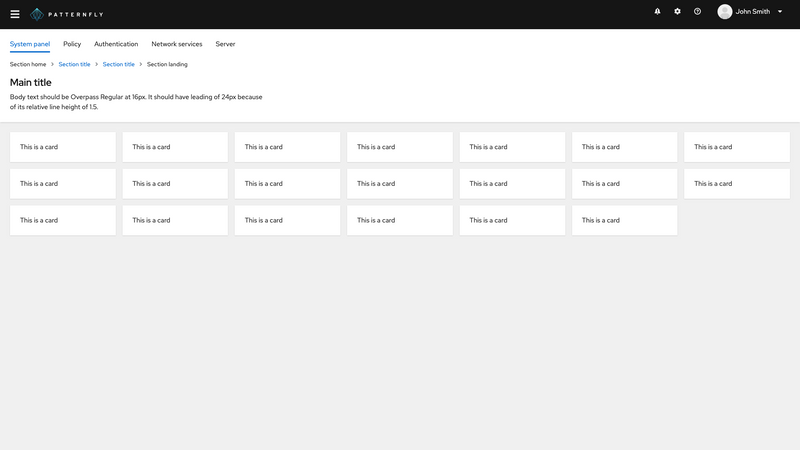 PATTERNFLY
John Smith
System panel Policy Authentication Network services Server
Section home Section title Section title Section landing
Main title
Body text should be Overpass Regular at 16px. It should have leading of 24px because
of its relative line height of 1.5.
This is a card This is a card This is a card This is a card This is a card This is a card This is a card
This is a card This is a card This is a card This is a card This is a card This is a card This is a card
This is a card This is a card This is a card This is a card This is a card This is a card